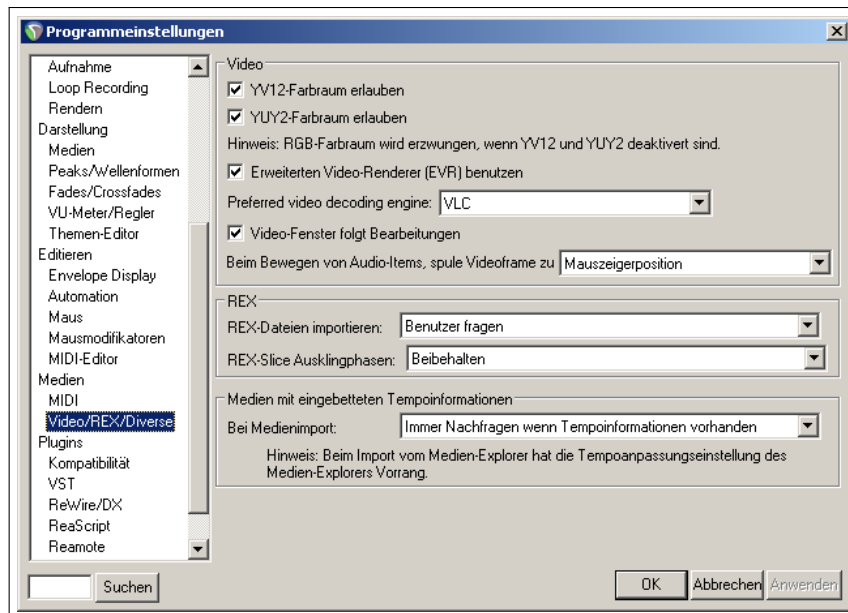 Programmeinstellungen
Aufnahme
Loop Recording
Rendern
Darstellung
Medien
Peaks/Wellenformen
Fades/Crossfades
VU-Meter/Regler
Themen-Editor
Editieren
Envelope Display
Automation
Maus
Mausmodifikatoren
MIDI-Editor
Medien
MIDI
Video/REX/Diverse
Plugins
Kompatibilität
VST
ReWire/DX
ReaScript
Reamote
Suchen
Video
YV12-Farbraum erlauben
YUY2-Farbraum erlauben
Hinweis: RGB-Farbraum wird erzwungen, wenn YV12 und YUY2 deaktivert sind.
Erweiterten Video-Renderer (EVR) benutzen
Preferred video decoding engine: VLC
Video-Fenster folgt Bearbeitungen
Beim Bewegen von Audio-Items, spule Videoframe zu Mauszeigerposition
REX
REX-Dateien importieren: Benutzer fragen
REX-Slice Ausklingphasen: Beibehalten
Medien mit eingebetteten Tempoinformationen
Bei Medienimport: Immer Nachfragen wenn Tempoinformationen vorhanden
Hinweis: Beim Import vom Medien-Explorer hat die Tempoanpassungseinstellung des
Medien-Explorers Vorrang.
OK Abbrechen Anwenden